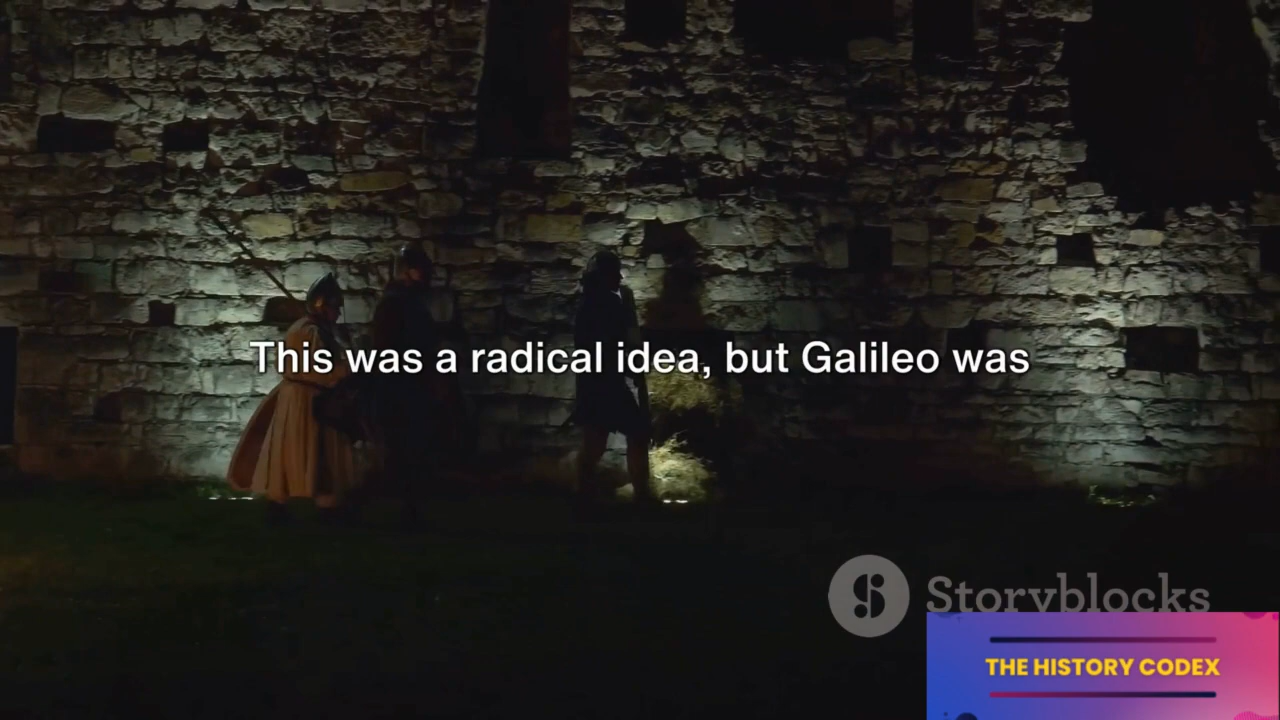 This was a radical idea, but Galileo was
Storyblocks
THE HISTORY CODEX